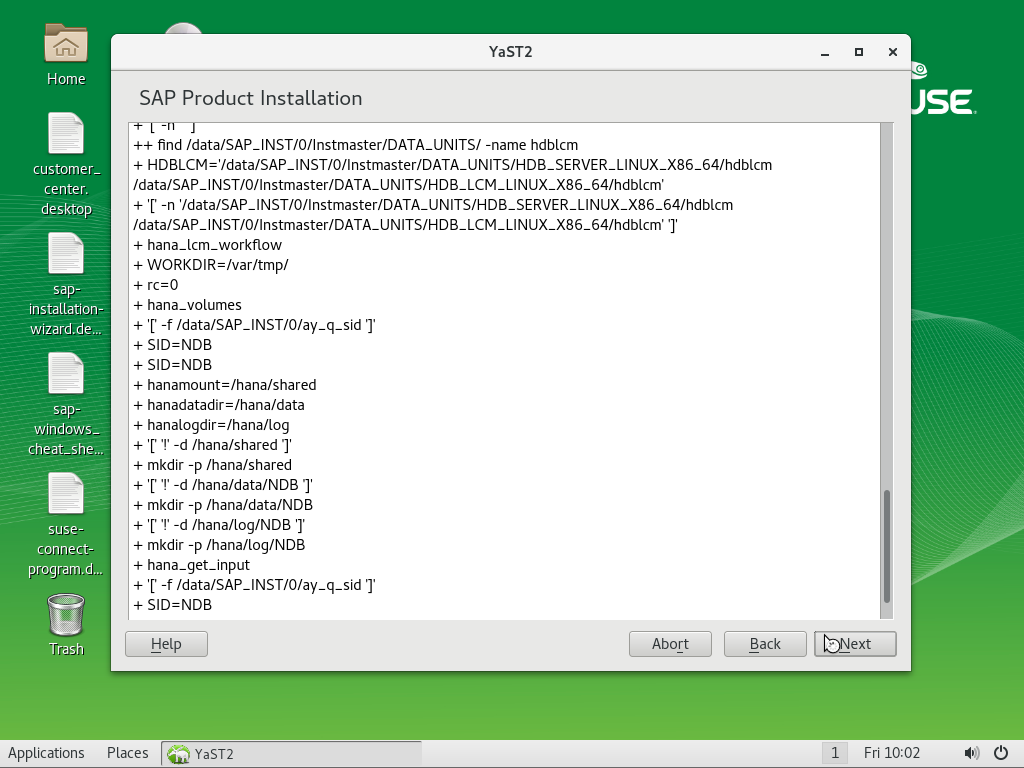 Home
customer_
center.
desktop
sap-
installation-
wizard.de...
sap-
windows_
cheat_she...
suse-
connect-
program.d...
Trash
YaST2
SAP Product Installation
+ '[' -n '' ']'
++ find /data/SAP_INST/0/Instmaster/DATA_UNITS/ -name hdblcm
+ HDBLCM='/data/SAP_INST/0/Instmaster/DATA_UNITS/HDB_SERVER_LINUX_X86_64/hdblcm
/data/SAP_INST/0/Instmaster/DATA_UNITS/HDB_LCM_LINUX_X86_64/hdblcm'
+ '[' -n '/data/SAP_INST/0/Instmaster/DATA_UNITS/HDB_SERVER_LINUX_X86_64/hdblcm
/data/SAP_INST/0/Instmaster/DATA_UNITS/HDB_LCM_LINUX_X86_64/hdblcm' ']'
+ hana_lcm_workflow
+ WORKDIR=/var/tmp/
+ rc=0
+ hana_volumes
+ '[' -f /data/SAP_INST/0/ay_q_sid ']'
+ SID=NDB
+ SID=NDB
+ hanamount=/hana/shared
+ hanadatadir=/hana/data
+ hanalogdir=/hana/log
+ '[' '!' -d /hana/shared ']'
+ mkdir -p /hana/shared
+ '[' '!' -d /hana/data/NDB ']'
+ mkdir -p /hana/data/NDB
+ '[' '!' -d /hana/log/NDB ']'
+ mkdir -p /hana/log/NDB
+ hana_get_input
+ '[' -f /data/SAP_INST/0/ay_q_sid ']'
+ SID=NDB
Help
Abort
Back
Next
USE
Applications
Places
YaST2
1
Fri 10:02